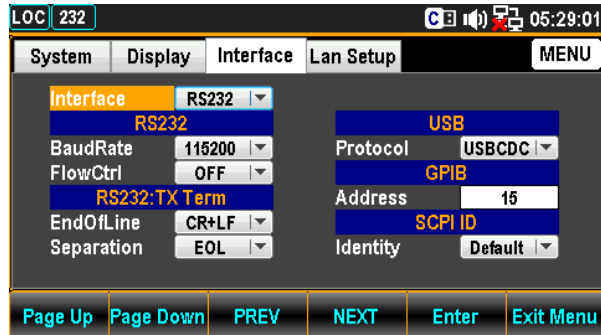 LOC 232 C 05:29:01
System Display Interface Lan Setup MENU
Interface RS232
RS232 USB
BaudRate 115200 Protocol USBCDC
FlowCtrl OFF GPIB
RS232:TX Term Address 15
EndOfLine CR+LF SCPI ID
Separation EOL Identity Default
Page Up Page Down PREV NEXT Enter Exit Menu